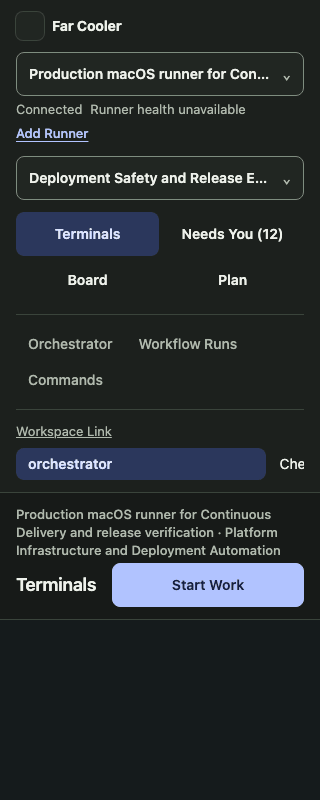 Far Cooler
Production macOS runner for Con...
Connected Runner health unavailable
Add Runner
Deployment Safety and Release E...
Terminals
Needs You (12)
Board
Plan
Orchestrator
Workflow Runs
Commands
Workspace Link
orchestrator
Che
Production macOS runner for Continuous
Delivery and release verification · Platform
Infrastructure and Deployment Automation
Terminals
Start Work